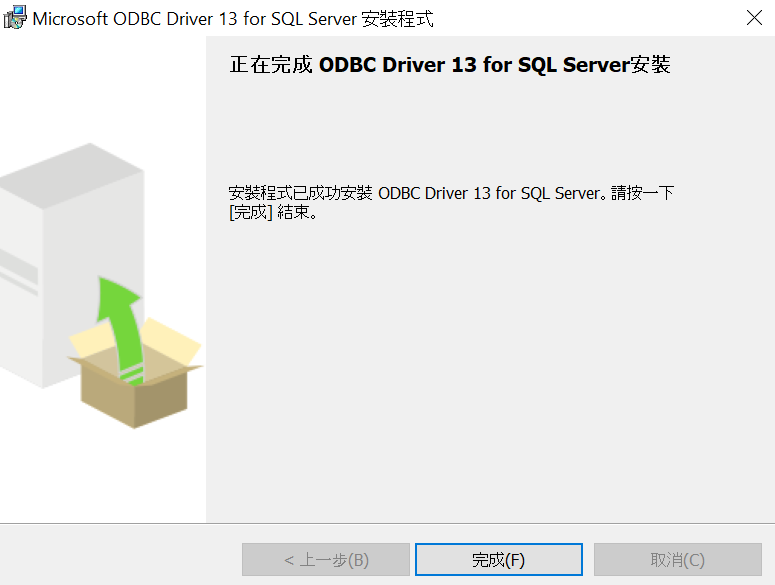 Microsoft ODBC Driver 13 for SQL Server 安裝程式
正在完成 ODBC Driver 13 for SQL Server安裝
安裝程式已成功安裝 ODBC Driver 13 for SQL Server。請按一下
[完成] 結束。
< 上一步(B)
完成(F)
取消(C)